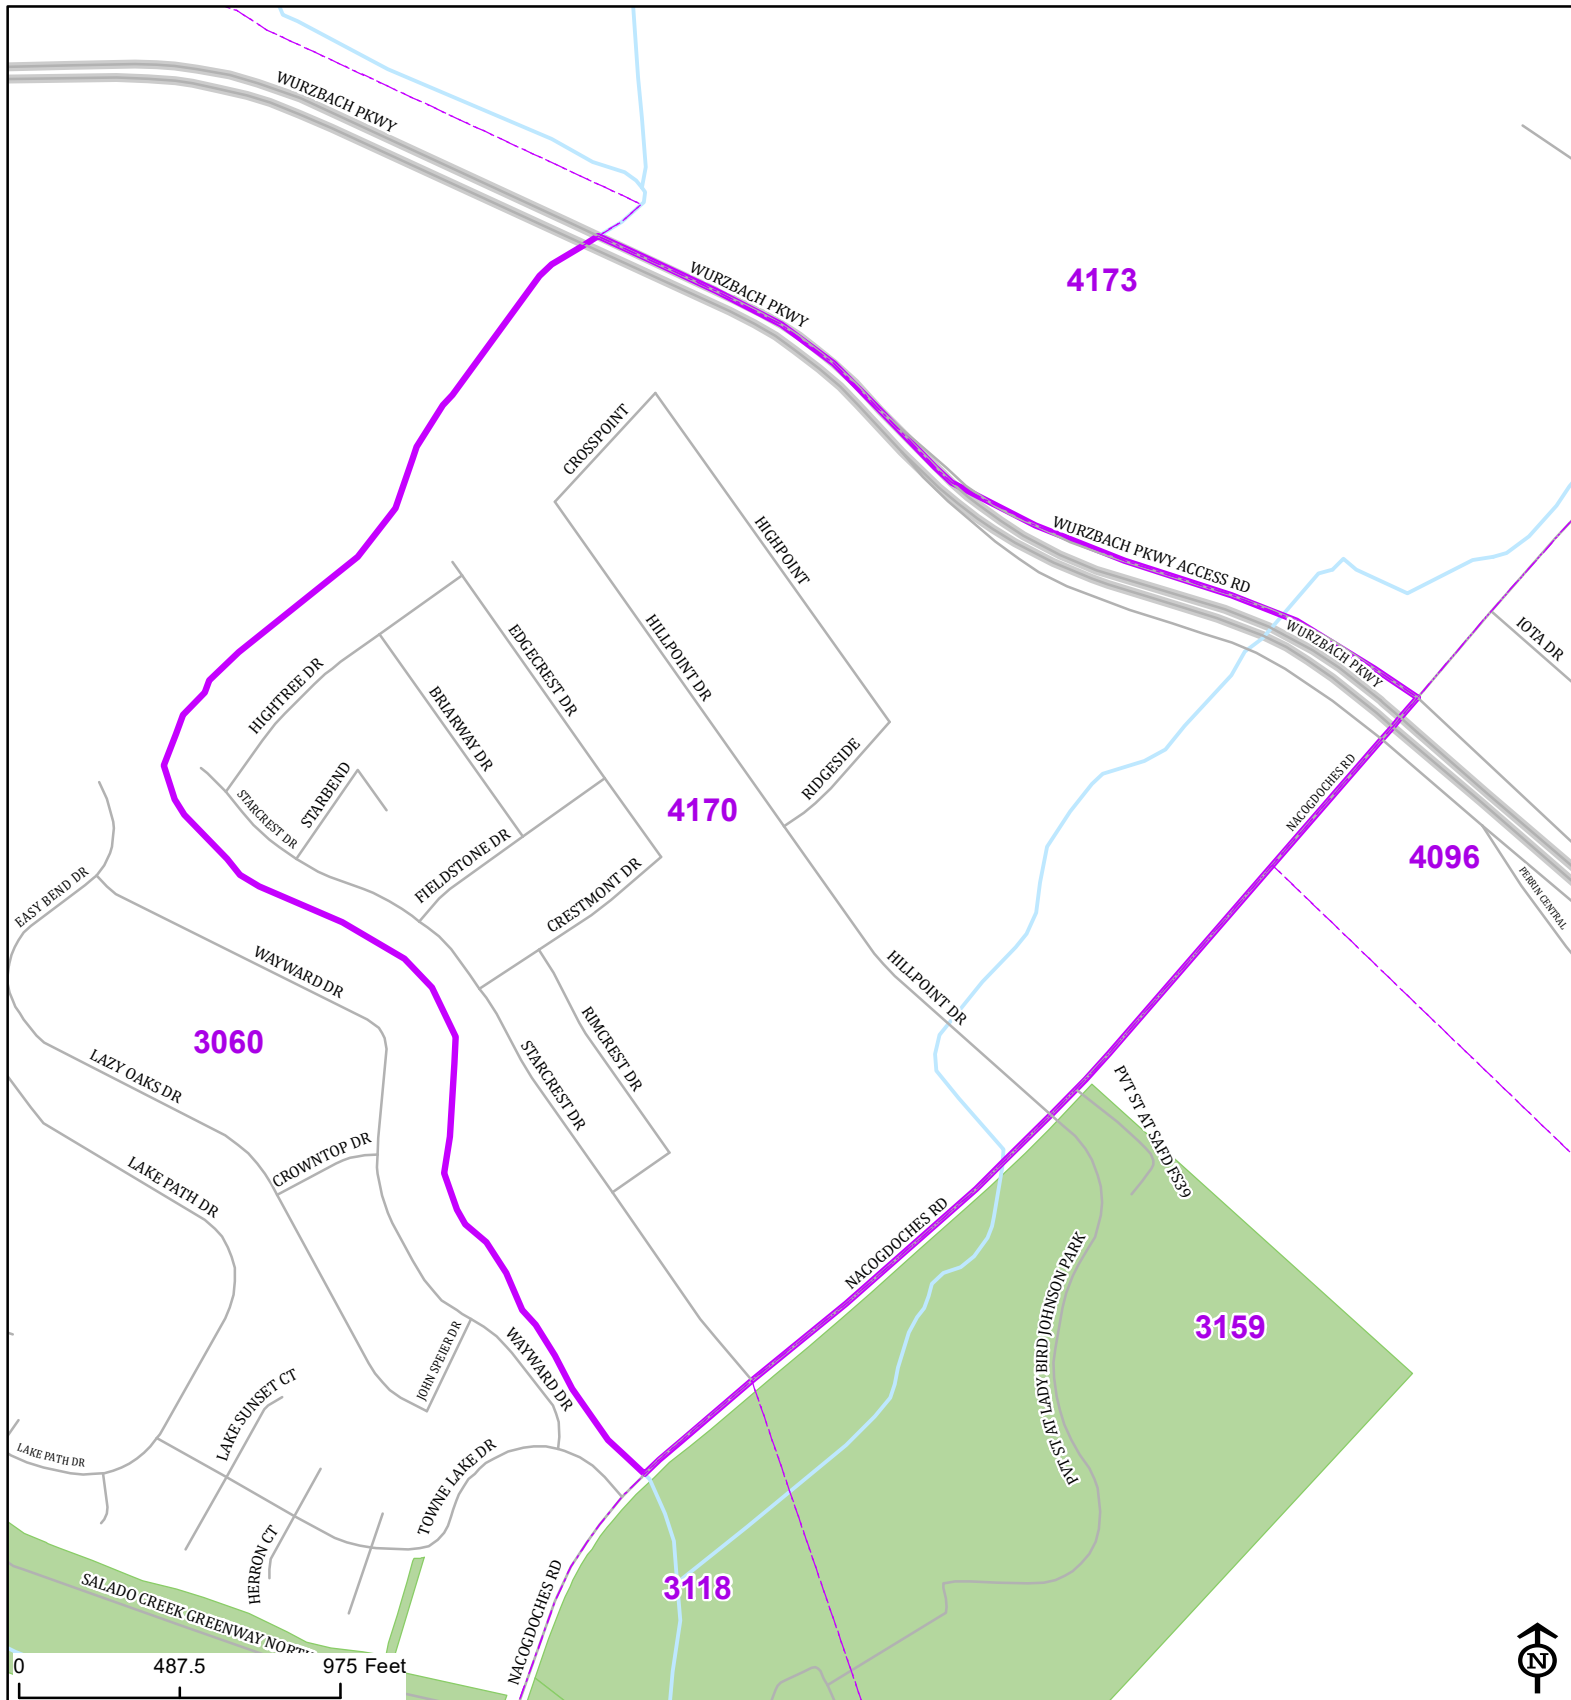 WURZBACH PKWY
WURZBACH PKWY
4173
CROSSPOINT
HIGHPOINT
WURZBACH PKWY ACCESS RD
WURZBACH PKWY
IOTA DR
EDGECREST DR
HILLPOINT DR
HIGHTREE DR
BRIARWAY DR
RIDGESIDE
STARBEND
STARCREST DR
4170
NACOGDOCHES RD
4096
PERRIN CENTRAL
FIELDSTONE DR
CRESTMONT DR
EASY BEND DR
WAYWARD DR
HILLPOINT DR
3060
RIMCREST DR
STARCREST DR
LAZY OAKS DR
CROWNTOP DR
LAKE PATH DR
PVT ST AT SAFD FS39
NACOGDOCHES RD
PVT ST AT LADY BIRD JOHNSON PARK
3159
JOHN SPEIER DR
WAYWARD DR
LAKE SUNSET CT
LAKE PATH DR
TOWNE LAKE DR
HERRON CT
3118
NACOGDOCHES RD
SALADO CREEK GREENWAY NORTH
0 487.5 975 Feet
N